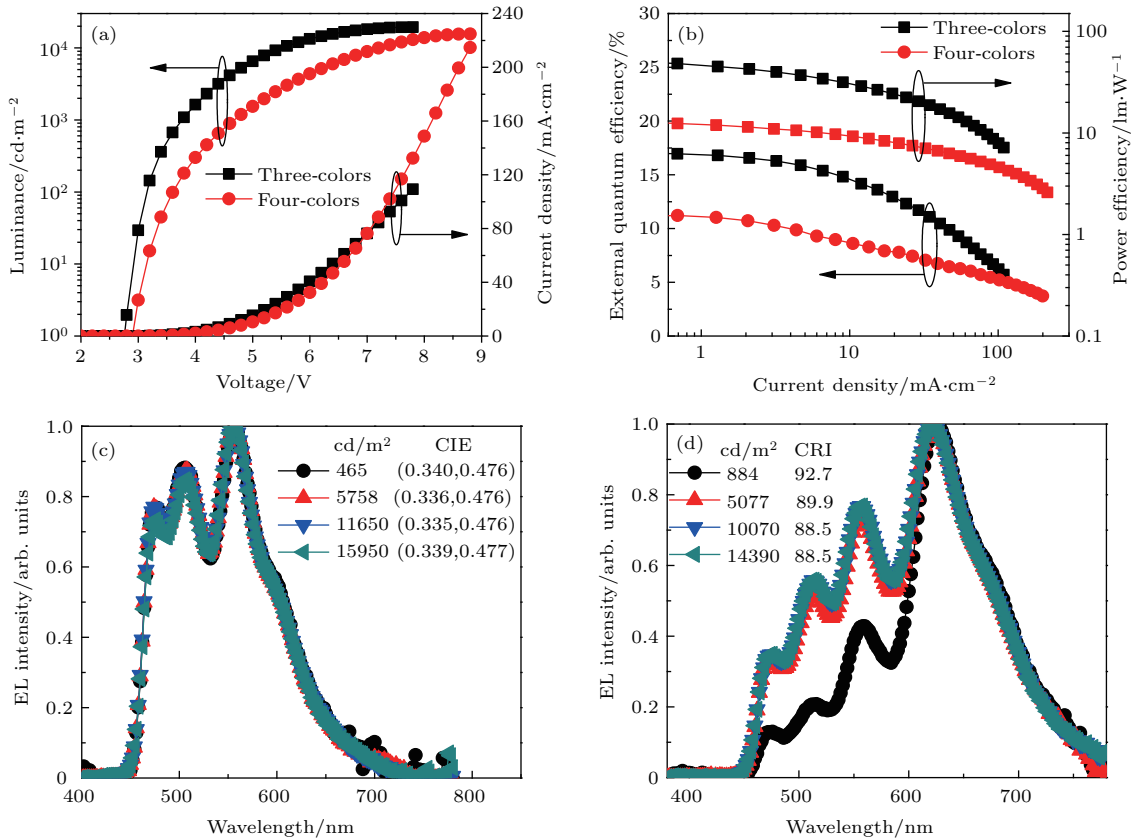 (a)
Luminance/cd·m−2
10⁴
10³
10²
10¹
10⁰
Three-colors
Four-colors
240
200
160
120
80
40
0
Current density/mA·cm−2
2 3 4 5 6 7 8 9
Voltage/V
(b)
External quantum efficiency/%
30
25
20
15
10
5
0
Three-colors
Four-colors
100
10
1
0.1
Power efficiency/lm·W−1
1 10 100
Current density/mA·cm−2
(c)
EL intensity/arb. units
1.0
0.8
0.6
0.4
0.2
0
cd/m² CIE
465 (0.340,0.476)
5758 (0.336,0.476)
11650 (0.335,0.476)
15950 (0.339,0.477)
400 500 600 700 800
Wavelength/nm
(d)
EL intensity/arb. units
1.0
0.8
0.6
0.4
0.2
0
cd/m² CRI
884 92.7
5077 89.9
10070 88.5
14390 88.5
400 500 600 700
Wavelength/nm